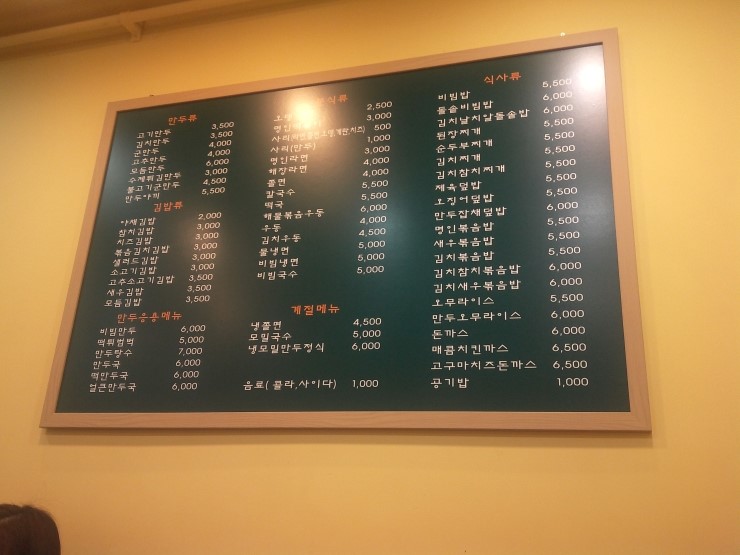 만두류
고기만두 3,500
김치만두 3,500
군만두 4,000
고추만두 4,000
모듬만두 6,000
수제튀김만두 3,000
불고기군만두 4,500
만두야끼 5,500
김밥류
야채김밥 2,000
참치김밥 3,000
치즈김밥 3,000
볶음김치김밥 3,000
샐러드김밥 3,000
소고기김밥 3,500
고추소고기김밥 3,500
새우김밥 3,500
모듬김밥 3,500
만두응용메뉴
비빔만두 6,000
떡튀범벅 5,000
만두탕수 7,000
만두국 6,000
떡만두국 6,000
얼큰만두국 6,000
식류
2,500
3,000
사리 500
사리(만두) 1,000
명인라면 3,000
해장라면 4,000
쫄면 5,000
칼국수 5,500
떡국 5,500
해물볶음우동 6,000
우동 4,000
김치우동 4,500
물냉면 5,000
비빔냉면 5,000
비빔국수 5,000
계절메뉴
냉쫄면 4,500
모밀국수 5,000
냉모밀만두정식 6,000
음료(콜라,사이다) 1,000
식사류
비빔밥 5,500
돌솥비빔밥 6,000
김치날치알돌솥밥 6,000
된장찌개 5,500
순두부찌개 5,500
김치찌개 5,500
김치참치찌개 5,500
제육덮밥 5,500
오징어덮밥 5,500
만두잡채덮밥 6,000
명인볶음밥 5,500
새우볶음밥 5,500
김치볶음밥 5,500
김치참치볶음밥 6,000
김치새우볶음밥 6,000
오무라이스 5,500
만두오무라이스 6,000
돈까스 6,000
매콤치킨까스 6,500
고구마치즈돈까스 6,500
공기밥 1,000